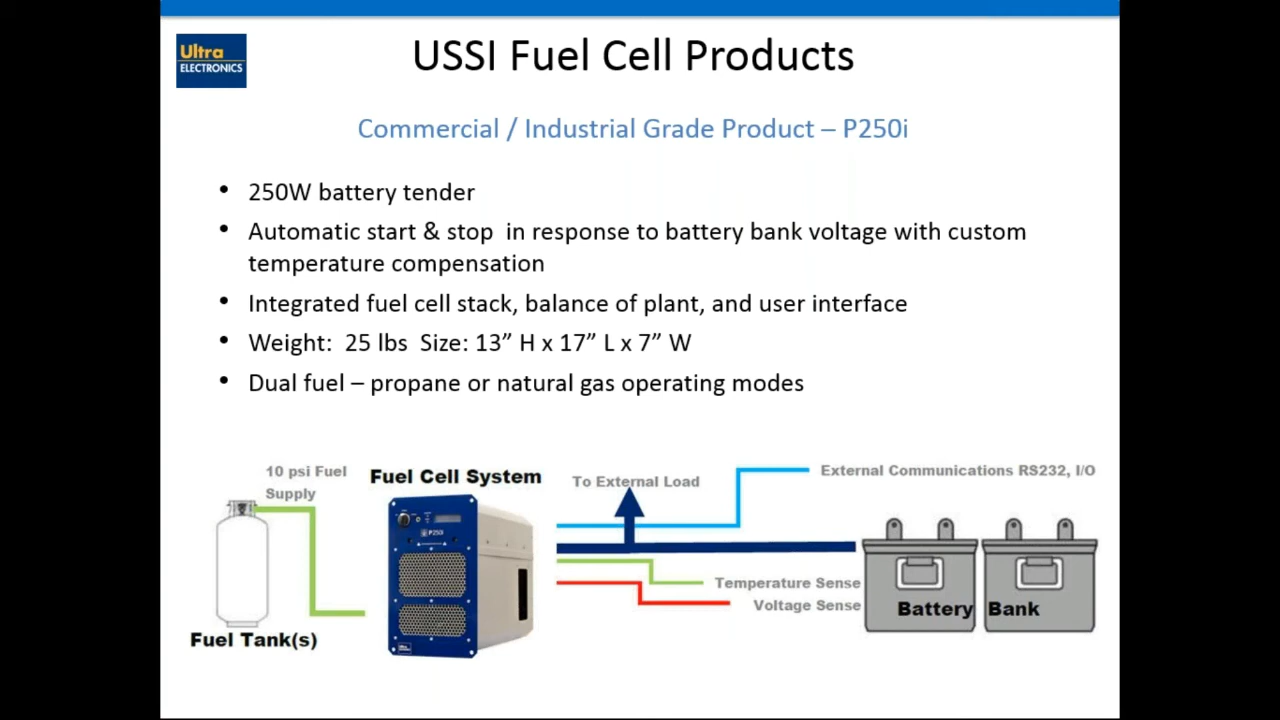 Ultra
ELECTRONICS
USSI Fuel Cell Products
Commercial / Industrial Grade Product – P250i
• 250W battery tender
• Automatic start & stop  in response to battery bank voltage with custom
temperature compensation
• Integrated fuel cell stack, balance of plant, and user interface
• Weight:  25 lbs  Size: 13” H x 17” L x 7” W
• Dual fuel – propane or natural gas operating modes
10 psi Fuel
Supply
Fuel Cell System
To External Load
External Communications RS232, I/O
P250i
Temperature Sense
Voltage Sense
Battery Bank
Fuel Tank(s)
Ultra